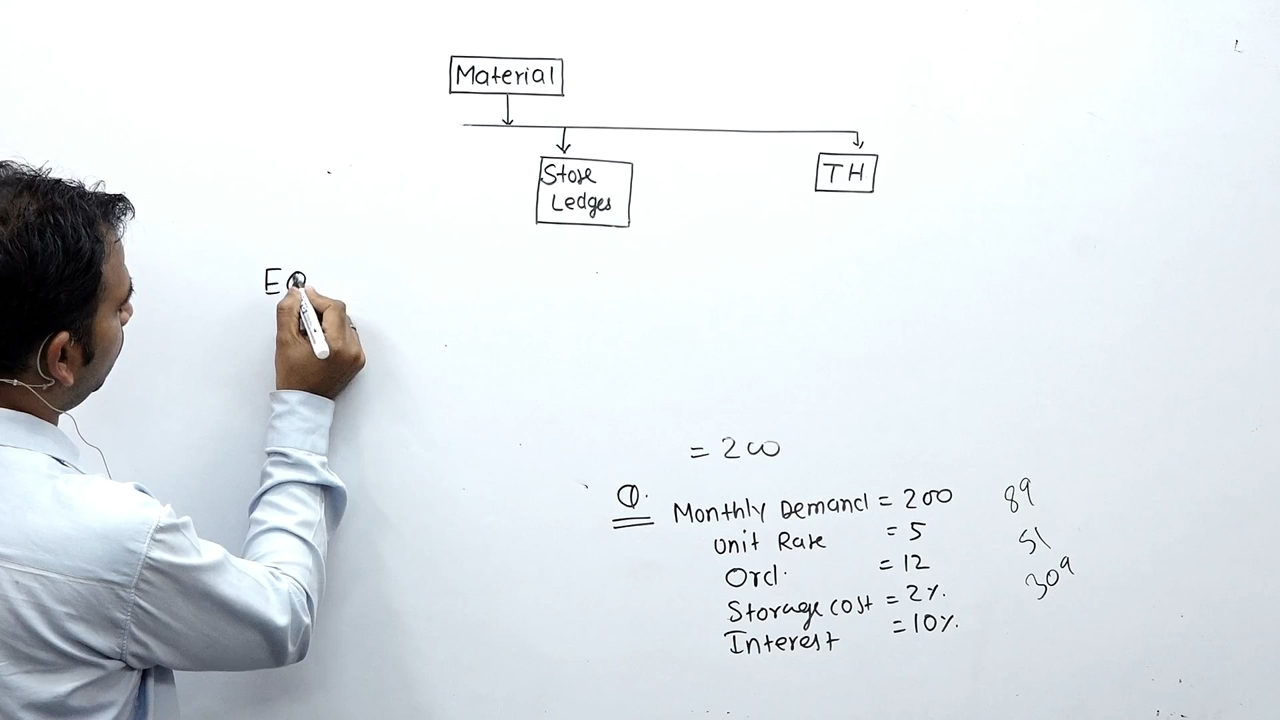 Material
Store
Ledger
TH
EO
= 200
Q.
Monthly Demand = 200
Unit Rate = 5
Ord. = 12
Storage cost = 2%.
Interest = 10%.
89
51
309